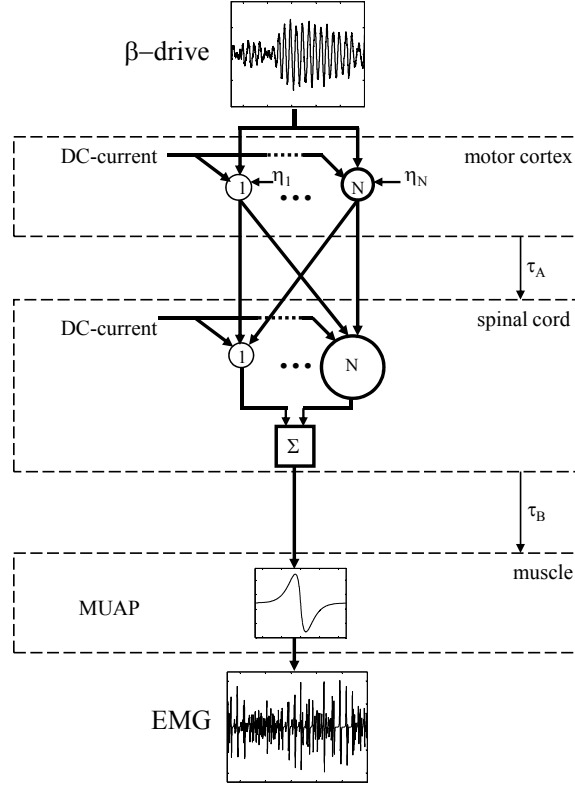 β−drive
DC-current
motor cortex
1
η1
N
ηN
τA
DC-current
spinal cord
1
N
Σ
τB
muscle
MUAP
EMG